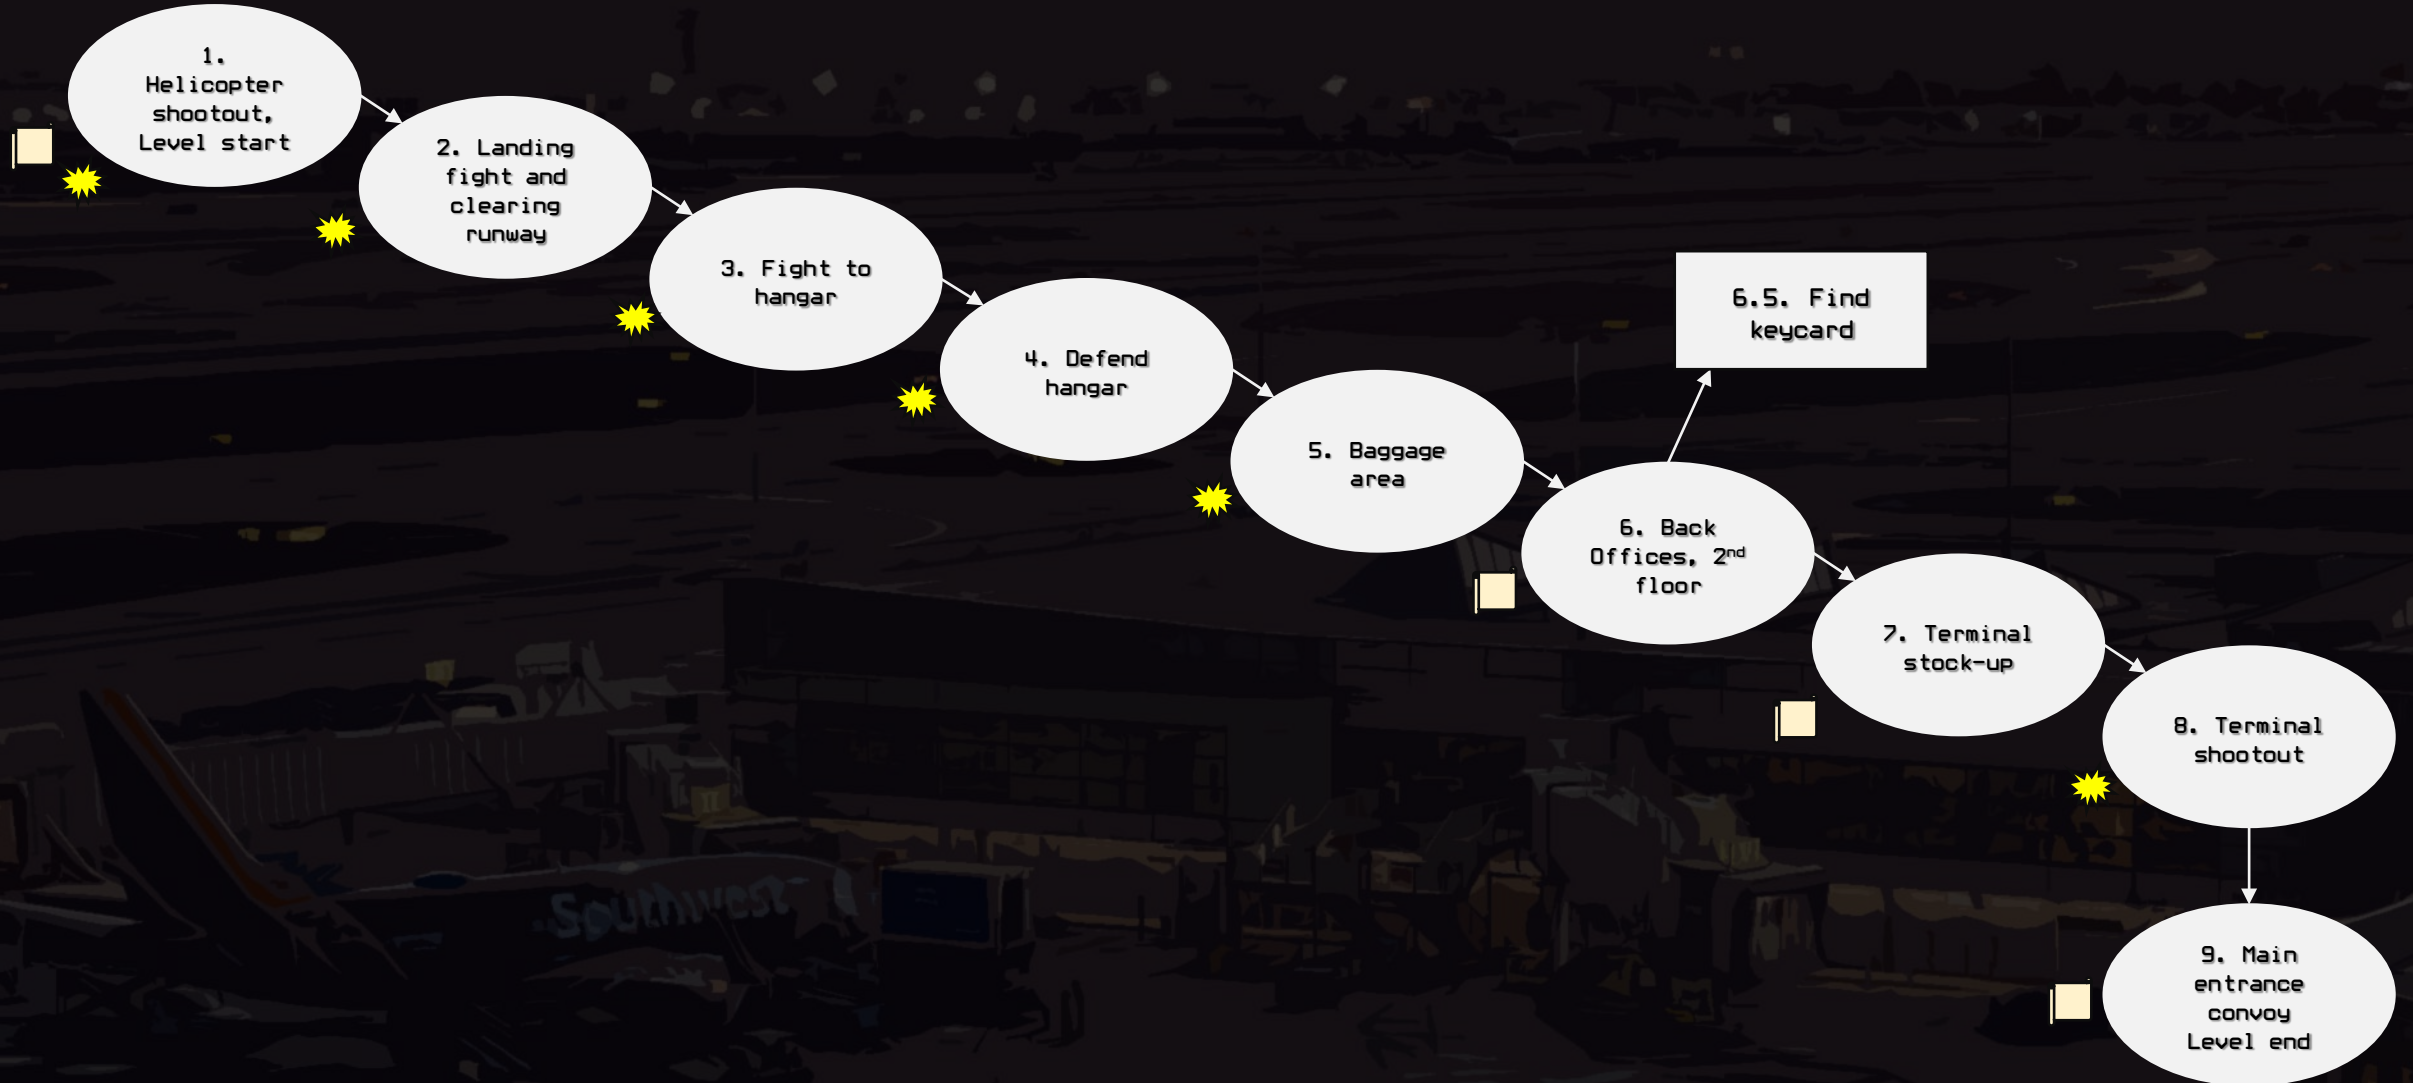 1.
Helicopter
shootout,
Level start
2. Landing
fight and
clearing
runway
3. Fight to
hangar
4. Defend
hangar
5. Baggage
area
6. Back
Offices, 2nd
floor
6.5. Find
keycard
7. Terminal
stock-up
8. Terminal
shootout
9. Main
entrance
convoy
Level end
Southwest